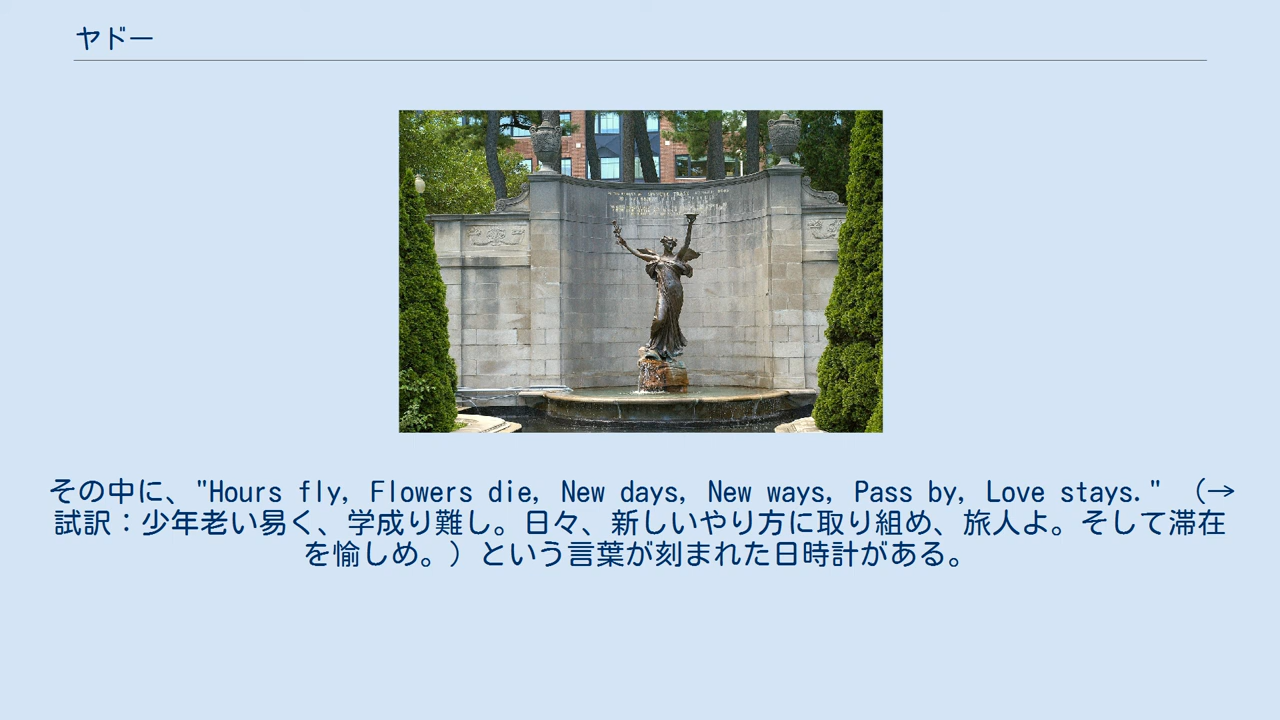 ヤドー
その中に、"Hours fly, Flowers die, New days, New ways, Pass by, Love stays." （→
試訳：少年老い易く、学成り難し。日々、新しいやり方に取り組め、旅人よ。そして滞在
を愉しめ。）という言葉が刻まれた日時計がある。